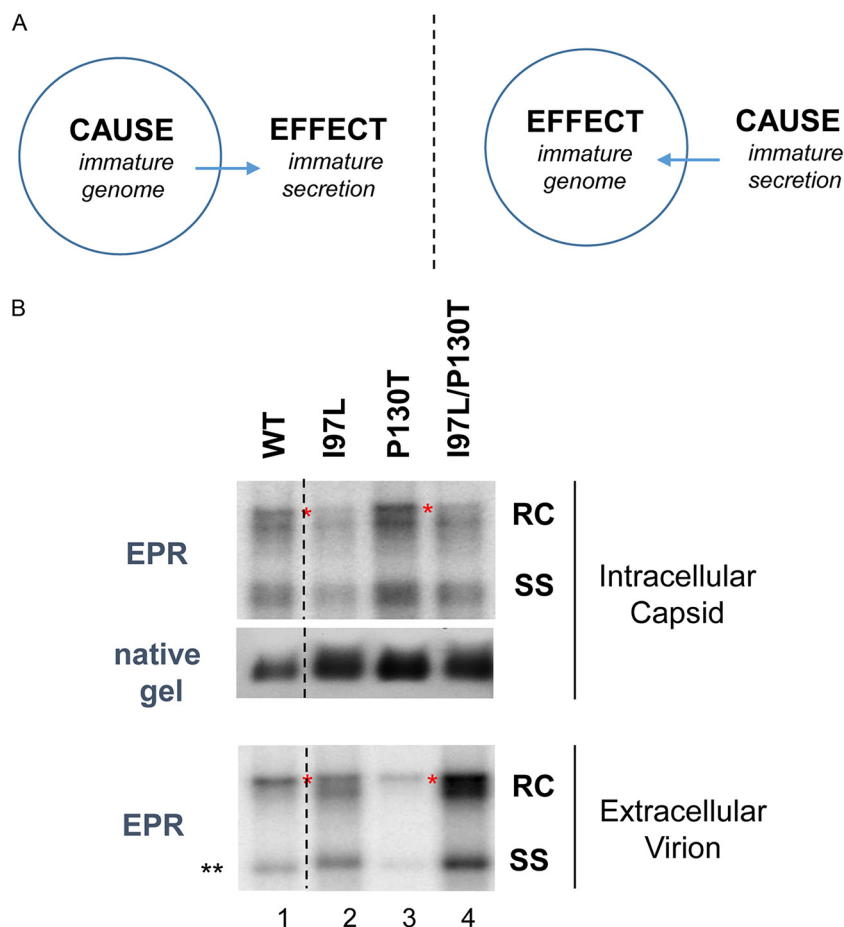 A
CAUSE
immature
genome
EFFECT
immature
secretion
EFFECT
immature
genome
CAUSE
immature
secretion
B
WT
I97L
P130T
I97L/P130T
EPR
*
*
RC
SS
Intracellular
Capsid
native
gel
EPR
*
*
RC
SS
**
Extracellular
Virion
1 2 3 4